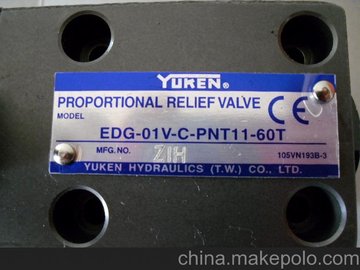 YUKEN®
PROPORTIONAL RELIEF VALVE CE
MODEL
EDG-01V-C-PNT11-60T
MFG. NO. ZIH
105VN193B-3
YUKEN HYDRAULICS (T.W.) CO., LTD.
china.makepolo.com